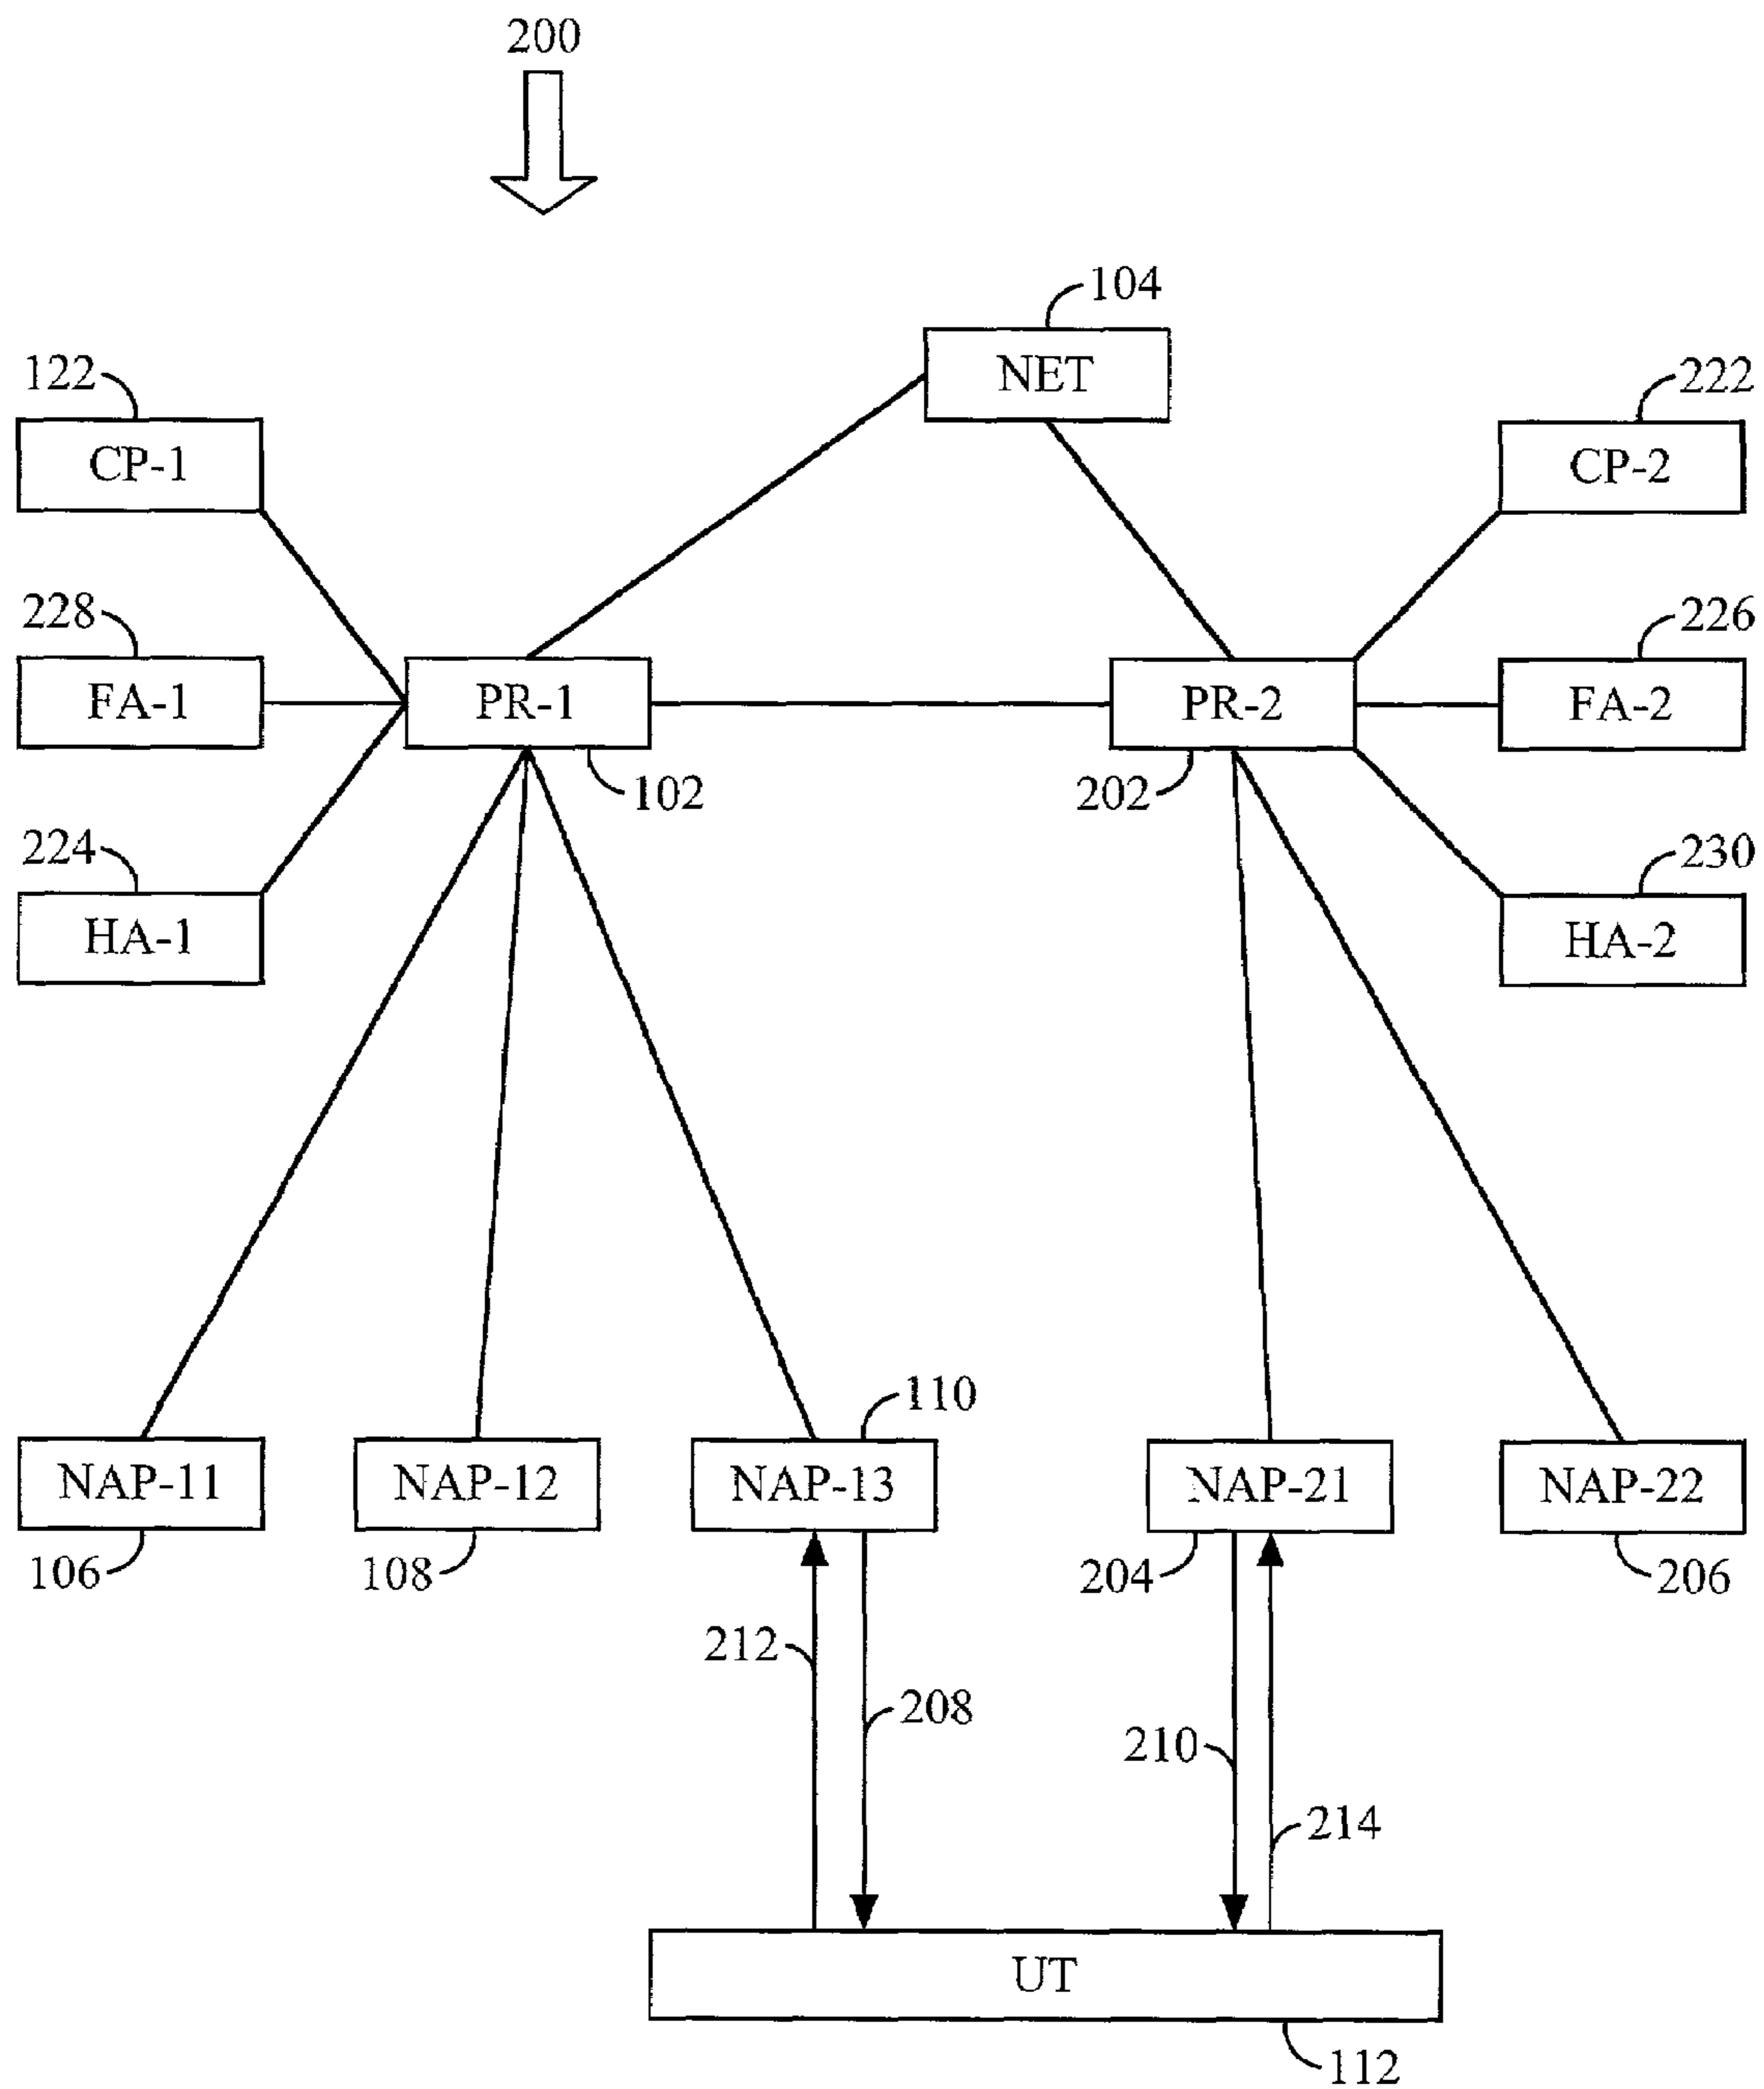 200
104
NET
122
222
CP-1
CP-2
228
226
FA-1
PR-1
PR-2
FA-2
102
202
224
230
HA-1
HA-2
110
NAP-11
NAP-12
NAP-13
NAP-21
NAP-22
106
108
204
206
212
208
210
214
UT
112